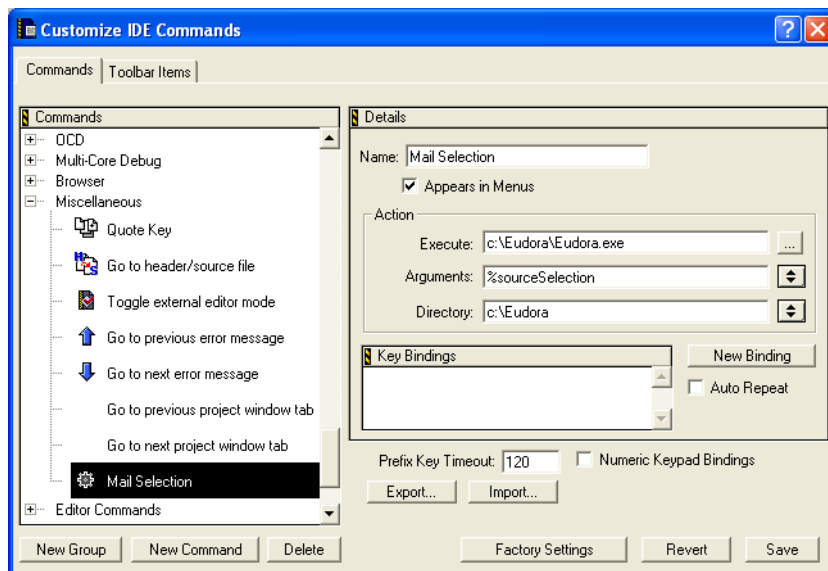 Customize IDE Commands
Commands
Toolbar Items
Commands
OCD
Multi-Core Debug
Browser
Miscellaneous
Quote Key
Go to header/source file
Toggle external editor mode
Go to previous error message
Go to next error message
Go to previous project window tab
Go to next project window tab
Mail Selection
Editor Commands
New Group
New Command
Delete
Details
Name: Mail Selection
Appears in Menus
Action
Execute: c:\Eudora\Eudora.exe ...
Arguments: %sourceSelection
Directory: c:\Eudora
Key Bindings
New Binding
Auto Repeat
Prefix Key Timeout: 120
Numeric Keypad Bindings
Export...
Import...
Factory Settings
Revert
Save